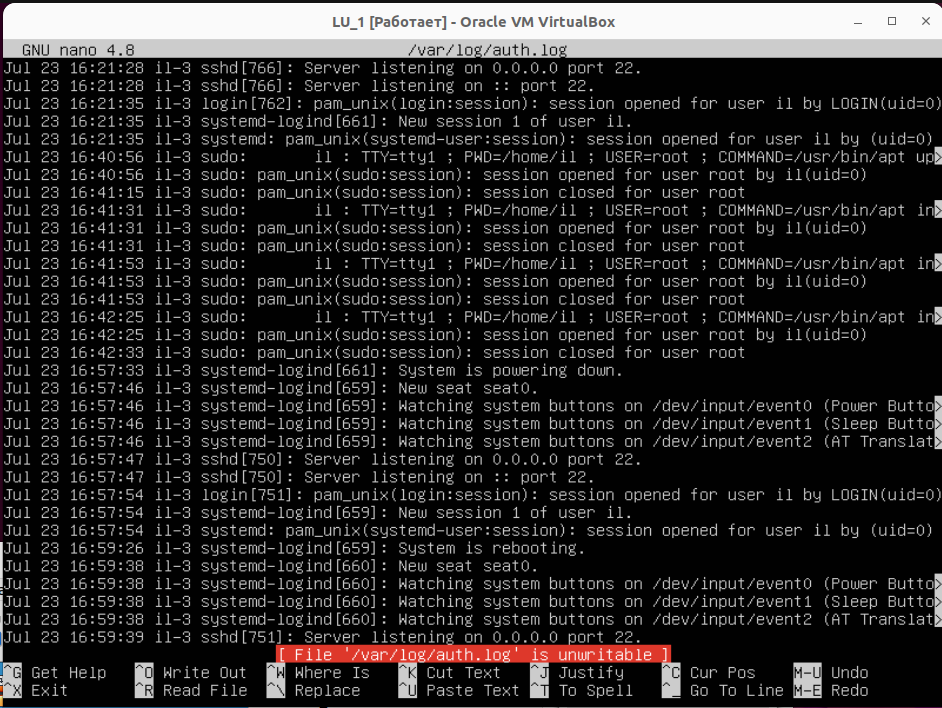 LU_1 [Работает] - Oracle VM VirtualBox
GNU nano 4.8 /var/log/auth.log
Jul 23 16:21:28 il-3 sshd[766]: Server listening on 0.0.0.0 port 22.
Jul 23 16:21:28 il-3 sshd[766]: Server listening on :: port 22.
Jul 23 16:21:35 il-3 login[762]: pam_unix(login:session): session opened for user il by LOGIN(uid=0)
Jul 23 16:21:35 il-3 systemd-logind[661]: New session 1 of user il.
Jul 23 16:21:35 il-3 systemd: pam_unix(systemd-user:session): session opened for user il by (uid=0)
Jul 23 16:40:56 il-3 sudo:       il : TTY=tty1 ; PWD=/home/il ; USER=root ; COMMAND=/usr/bin/apt up>
Jul 23 16:40:56 il-3 sudo: pam_unix(sudo:session): session opened for user root by il(uid=0)
Jul 23 16:41:15 il-3 sudo: pam_unix(sudo:session): session closed for user root
Jul 23 16:41:31 il-3 sudo:       il : TTY=tty1 ; PWD=/home/il ; USER=root ; COMMAND=/usr/bin/apt in>
Jul 23 16:41:31 il-3 sudo: pam_unix(sudo:session): session opened for user root by il(uid=0)
Jul 23 16:41:31 il-3 sudo: pam_unix(sudo:session): session closed for user root
Jul 23 16:41:53 il-3 sudo:       il : TTY=tty1 ; PWD=/home/il ; USER=root ; COMMAND=/usr/bin/apt in>
Jul 23 16:41:53 il-3 sudo: pam_unix(sudo:session): session opened for user root by il(uid=0)
Jul 23 16:41:53 il-3 sudo: pam_unix(sudo:session): session closed for user root
Jul 23 16:42:25 il-3 sudo:       il : TTY=tty1 ; PWD=/home/il ; USER=root ; COMMAND=/usr/bin/apt in>
Jul 23 16:42:25 il-3 sudo: pam_unix(sudo:session): session opened for user root by il(uid=0)
Jul 23 16:42:33 il-3 sudo: pam_unix(sudo:session): session closed for user root
Jul 23 16:57:33 il-3 systemd-logind[661]: System is powering down.
Jul 23 16:57:46 il-3 systemd-logind[659]: New seat seat0.
Jul 23 16:57:46 il-3 systemd-logind[659]: Watching system buttons on /dev/input/event0 (Power Butto>
Jul 23 16:57:46 il-3 systemd-logind[659]: Watching system buttons on /dev/input/event1 (Sleep Butto>
Jul 23 16:57:46 il-3 systemd-logind[659]: Watching system buttons on /dev/input/event2 (AT Translat>
Jul 23 16:57:47 il-3 sshd[750]: Server listening on 0.0.0.0 port 22.
Jul 23 16:57:47 il-3 sshd[750]: Server listening on :: port 22.
Jul 23 16:57:54 il-3 login[751]: pam_unix(login:session): session opened for user il by LOGIN(uid=0)
Jul 23 16:57:54 il-3 systemd-logind[659]: New session 1 of user il.
Jul 23 16:57:54 il-3 systemd: pam_unix(systemd-user:session): session opened for user il by (uid=0)
Jul 23 16:59:26 il-3 systemd-logind[659]: System is rebooting.
Jul 23 16:59:38 il-3 systemd-logind[660]: New seat seat0.
Jul 23 16:59:38 il-3 systemd-logind[660]: Watching system buttons on /dev/input/event0 (Power Butto>
Jul 23 16:59:38 il-3 systemd-logind[660]: Watching system buttons on /dev/input/event1 (Sleep Butto>
Jul 23 16:59:38 il-3 systemd-logind[660]: Watching system buttons on /dev/input/event2 (AT Translat>
Jul 23 16:59:39 il-3 sshd[751]: Server listening on 0.0.0.0 port 22.
[ File '/var/log/auth.log' is unwritable ]
^G Get Help ^O Write Out ^W Where Is ^K Cut Text ^J Justify ^C Cur Pos M-U Undo
^X Exit ^R Read File ^\ Replace ^U Paste Text ^T To Spell ^_ Go To Line M-E Redo